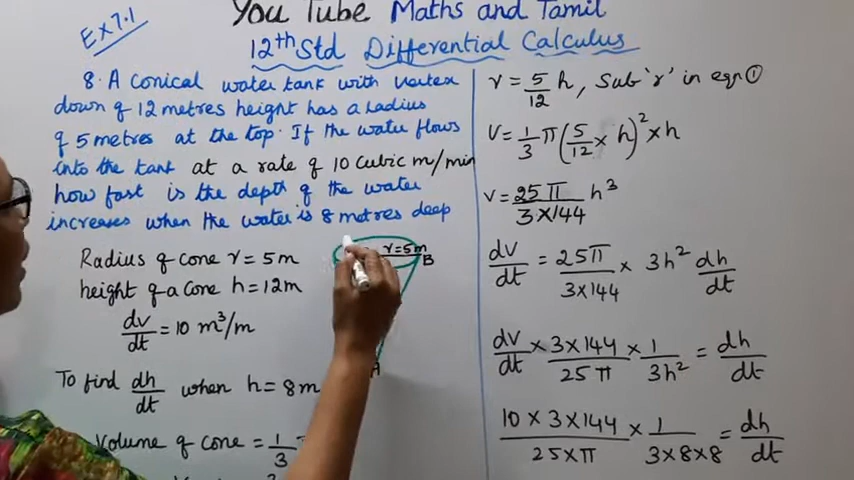 You Tube Maths and Tamil
Ex 7.1
12th Std Differential Calculus
8. A conical water tank with vertex
down of 12 metres height has a radius
of 5 metres at the top. If the water flows
into the tank at a rate of 10 cubic m/min
how fast is the depth of the water
increases when the water is 8 metres deep
Radius of cone r = 5m
height of a cone h = 12m
dv/dt = 10 m³/m
To find dh/dt when h = 8m
Volume of cone = 1/3 π
r = 5m
B
A
r = 5/12 h, Sub 'r' in eqn ①
V = 1/3 π (5/12 × h)² × h
v = 25π/3×144 h³
dv/dt = 25π/3×144 × 3h² dh/dt
dv/dt × 3×144/25π × 1/3h² = dh/dt
10×3×144/25×π × 1/3×8×8 = dh/dt